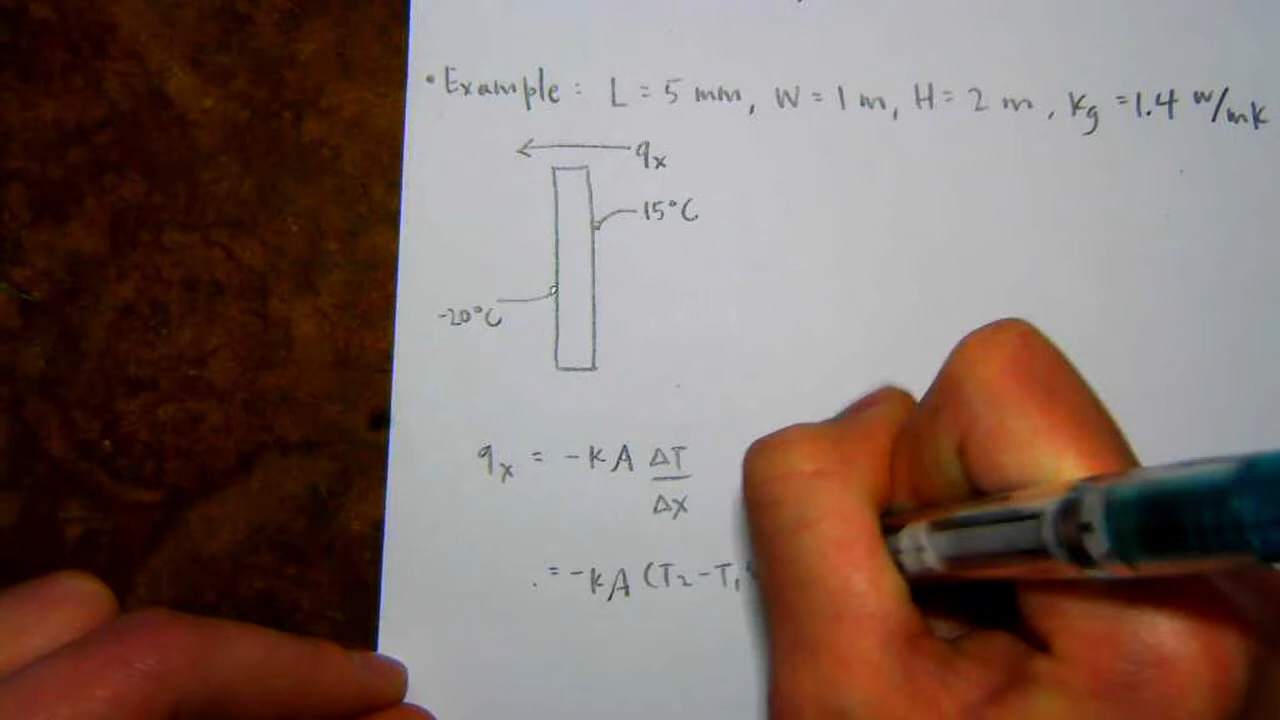 • Example: L = 5 mm, W = 1 m, H = 2 m, kg = 1.4 W/mK
qx
15°C
-20°C
qx = -KA ΔT
ΔX
= -KA (T2 - T1